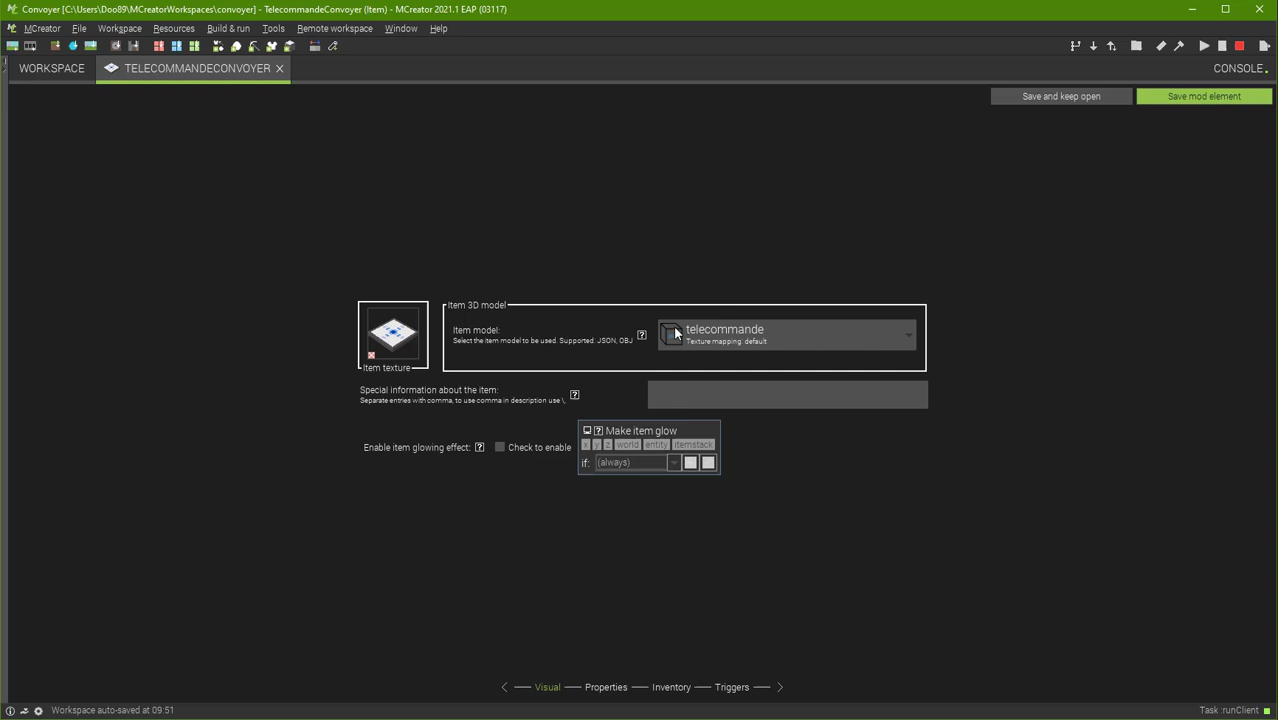 Convoyer [C:\Users\Doo89\MCreatorWorkspaces\convoyer] - TelecommandeConvoyer (Item) - MCreator 2021.1 EAP (03117)
MCreator File Workspace Resources Build & run Tools Remote workspace Window Help
WORKSPACE TELECOMMANDECONVOYER CONSOLE
Save and keep open Save mod element
Item 3D model
Item model:
Select the item model to be used. Supported: JSON, OBJ
?
telecommande
Texture mapping: default
Item texture
Special information about the item:
Separate entries with comma, to use comma in description use \,
?
Enable item glowing effect: ? Check to enable
? Make item glow
x y z world entity itemstack
if: (always)
Visual Properties Inventory Triggers
Workspace auto-saved at 09:51
Task :runClient